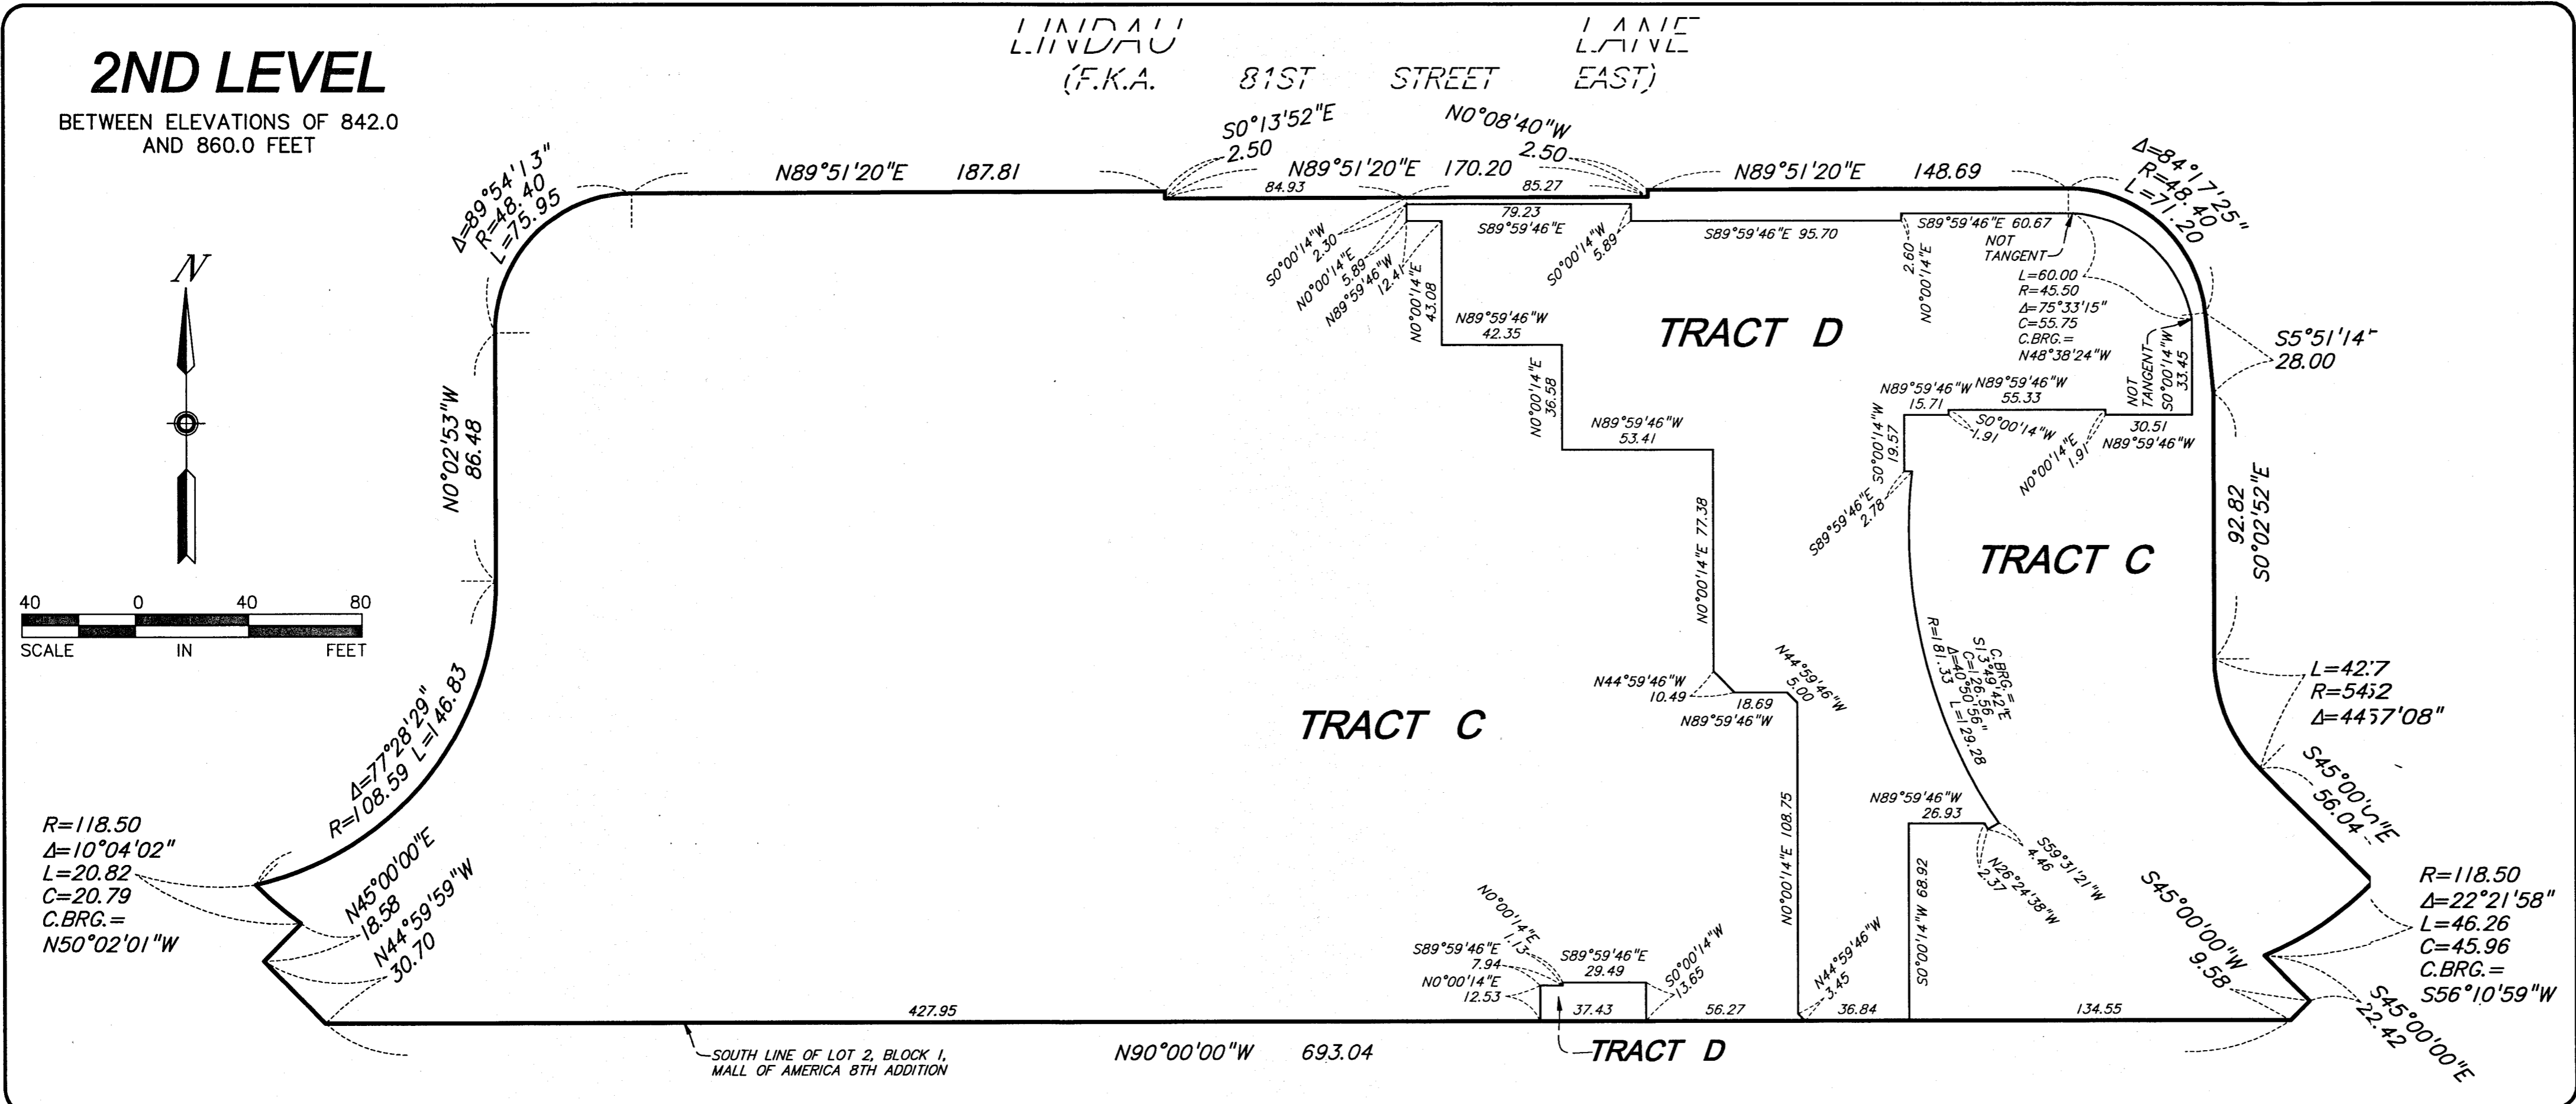 2ND LEVEL
BETWEEN ELEVATIONS OF 842.0
AND 860.0 FEET
LINDAU LANE
(F.K.A. 81ST STREET EAST)
S0°13'52"E
2.50
N0°08'40"W
2.50
N89°51'20"E 187.81
N89°51'20"E 170.20
84.93
85.27
N89°51'20"E 148.69
Δ=89°54'13"
R=48.40
L=75.95
Δ=84°17'25"
R=48.40
L=71.20
79.23
S89°59'46"E
S0°00'14"W
2.30
N0°00'14"E
5.89
N89°59'46"W
12.41
N0°00'14"E
43.08
S0°00'14"W
5.89
S89°59'46"E 95.70
2.60
N0°00'14"E
S89°59'46"E 60.67
NOT
TANGENT
L=60.00
R=45.50
Δ=75°33'15"
C=55.75
C.BRG.=
N48°38'24"W
NOT
TANGENT
S0°00'14"W
33.45
S5°51'14"
28.00
N
TRACT D
N89°59'46"W
42.35
N0°00'14"E
36.58
N89°59'46"W
53.41
N89°59'46"W
15.71
N89°59'46"W
55.33
S0°00'14"W
1.91
N0°00'14"E
1.91
30.51
N89°59'46"W
S0°00'14"W
19.57
S89°59'46"E
2.78
N0°02'53"W
86.48
92.82
S0°02'52"E
TRACT C
N0°00'14"E 77.38
40 0 40 80
SCALE IN FEET
N44°59'46"W
10.49
18.69
N89°59'46"W
N44°59'46"W
5.00
C.BRG.=
S13°49'42"E
C=126.56
Δ=40°50'56"
R=181.33 L=129.28
L=42.7
R=54.52
Δ=4457'08"
TRACT C
Δ=77°28'29"
R=108.59 L=146.83
S45°00'0"E
56.04
N0°00'14"E 108.75
N89°59'46"W
26.93
S59°31'21"W
4.46
N26°24'38"W
2.37
S0°00'14"W 68.92
R=118.50
Δ=10°04'02"
L=20.82
C=20.79
C.BRG.=
N50°02'01"W
N45°00'00"E
18.58
N44°59'59"W
30.70
S45°00'00"W
9.58
R=118.50
Δ=22°21'58"
L=46.26
C=45.96
C.BRG.=
S56°10'59"W
S45°00'00"E
22.42
N0°00'14"E
1.13
S89°59'46"E
7.94
N0°00'14"E
12.53
S89°59'46"E
29.49
S0°00'14"W
13.65
N44°59'46"W
3.45
427.95
37.43
56.27
36.84
134.55
SOUTH LINE OF LOT 2, BLOCK 1,
MALL OF AMERICA 8TH ADDITION
N90°00'00"W 693.04
TRACT D